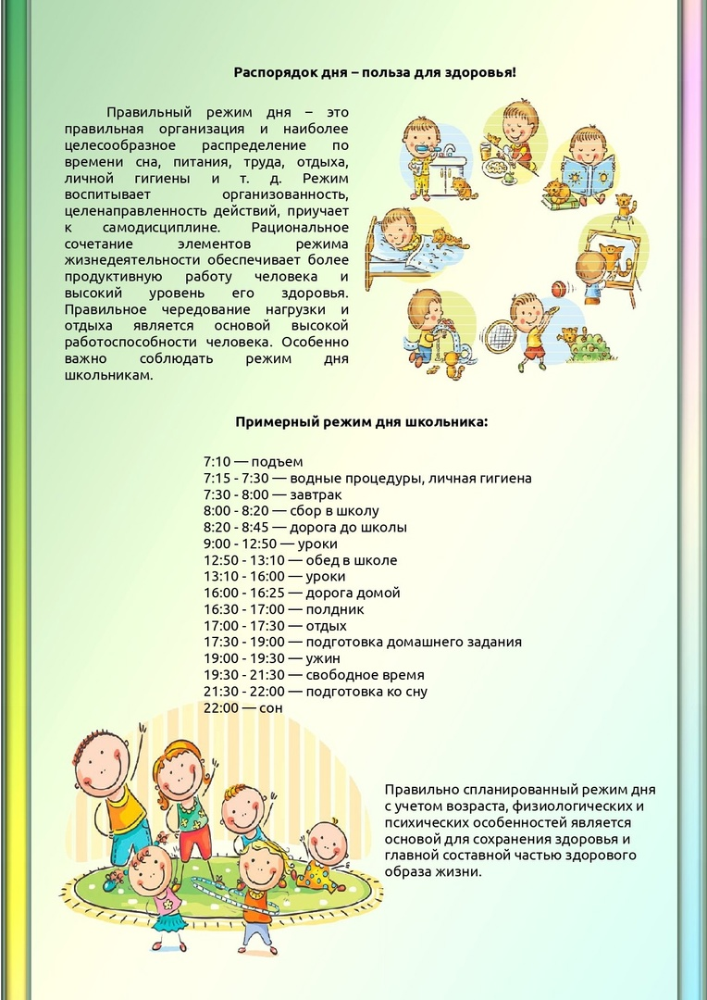 Распорядок дня – польза для здоровья!
Правильный режим дня – это
правильная организация и наиболее
целесообразное распределение по
времени сна, питания, труда, отдыха,
личной гигиены и т. д. Режим
воспитывает организованность,
целенаправленность действий, приучает
к самодисциплине. Рациональное
сочетание элементов режима
жизнедеятельности обеспечивает более
продуктивную работу человека и
высокий уровень его здоровья.
Правильное чередование нагрузки и
отдыха является основой высокой
работоспособности человека. Особенно
важно соблюдать режим дня
школьникам.
Примерный режим дня школьника:
7:10 — подъем
7:15 - 7:30 — водные процедуры, личная гигиена
7:30 - 8:00 — завтрак
8:00 - 8:20 — сбор в школу
8:20 - 8:45 — дорога до школы
9:00 - 12:50 — уроки
12:50 - 13:10 — обед в школе
13:10 - 16:00 — уроки
16:00 - 16:25 — дорога домой
16:30 - 17:00 — полдник
17:00 - 17:30 — отдых
17:30 - 19:00 — подготовка домашнего задания
19:00 - 19:30 — ужин
19:30 - 21:30 — свободное время
21:30 - 22:00 — подготовка ко сну
22:00 — сон
Правильно спланированный режим дня
с учетом возраста, физиологических и
психических особенностей является
основой для сохранения здоровья и
главной составной частью здорового
образа жизни.